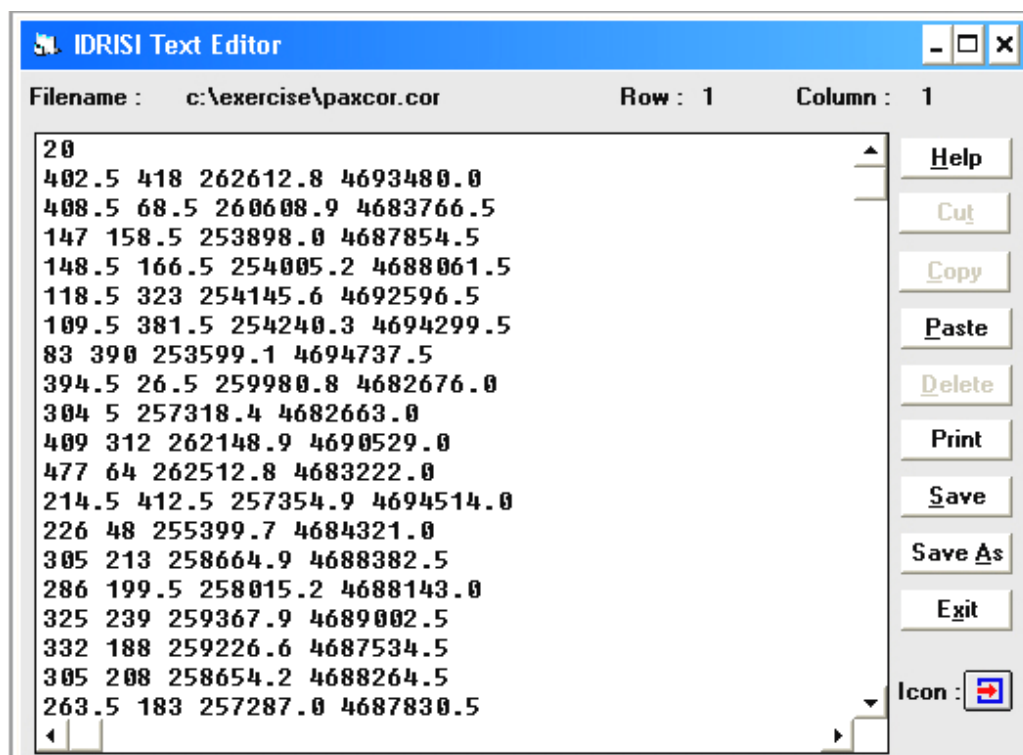 IDRISI Text Editor
Filename : c:\exercise\paxcor.cor Row : 1 Column : 1
20
402.5 418 262612.8 4693480.0
408.5 68.5 260608.9 4683766.5
147 158.5 253898.0 4687854.5
148.5 166.5 254005.2 4688061.5
118.5 323 254145.6 4692596.5
109.5 381.5 254240.3 4694299.5
83 390 253599.1 4694737.5
394.5 26.5 259980.8 4682676.0
304 5 257318.4 4682663.0
409 312 262148.9 4690529.0
477 64 262512.8 4683222.0
214.5 412.5 257354.9 4694514.0
226 48 255399.7 4684321.0
305 213 258664.9 4688382.5
286 199.5 258015.2 4688143.0
325 239 259367.9 4689002.5
332 188 259226.6 4687534.5
305 208 258654.2 4688264.5
263.5 183 257287.0 4687830.5
Help
Cut
Copy
Paste
Delete
Print
Save
Save As
Exit
Icon :